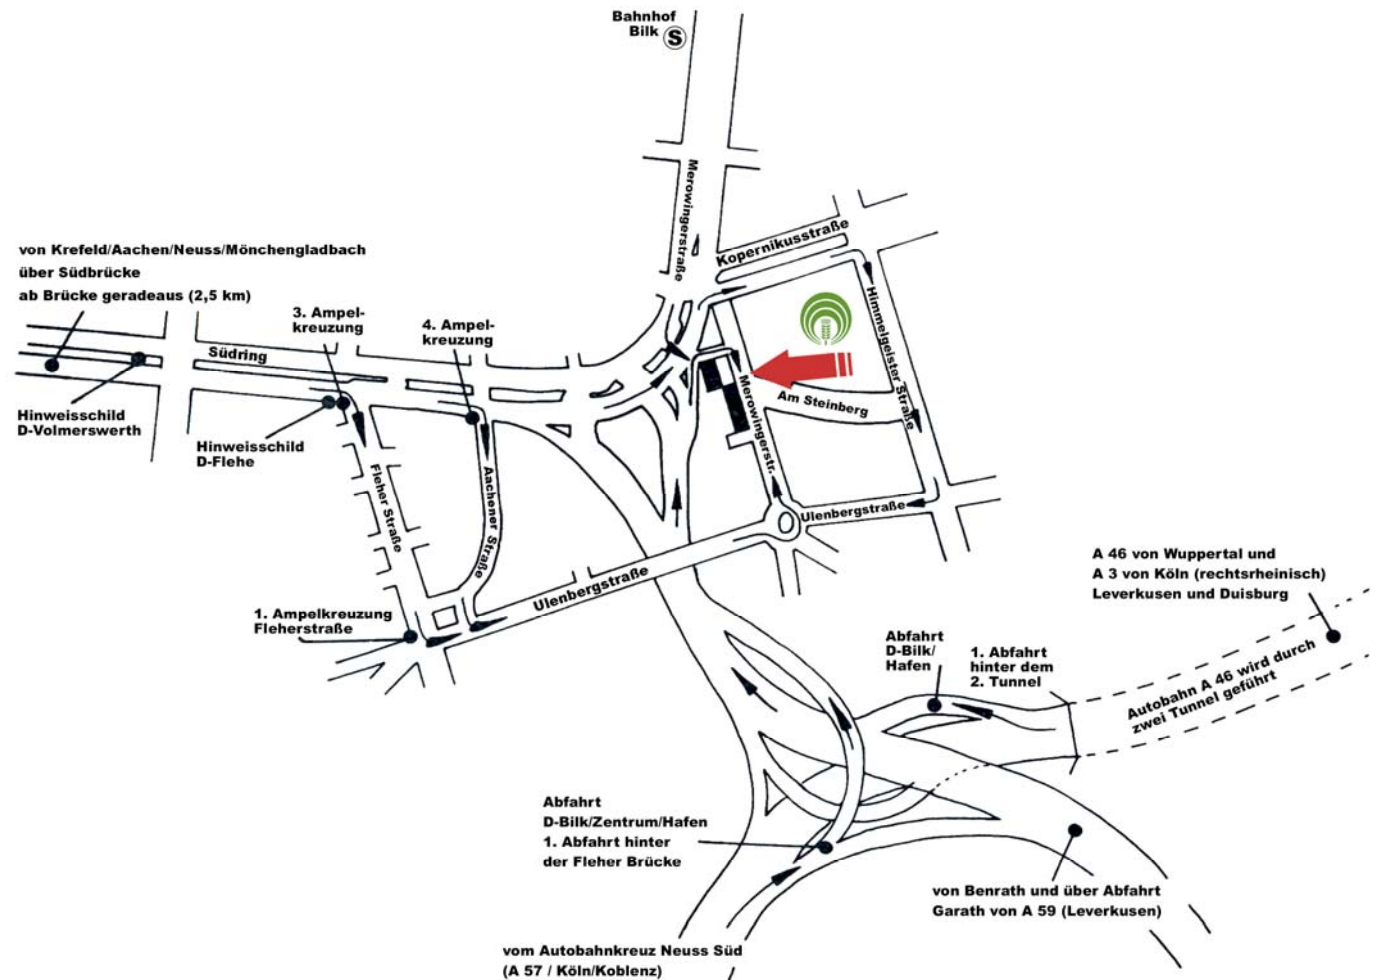 Bahnhof
Bilk
S
Merowingerstraße
Kopernikusstraße
von Krefeld/Aachen/Neuss/Mönchengladbach
über Südbrücke
ab Brücke geradeaus (2,5 km)
3. Ampel-
kreuzung
4. Ampel-
kreuzung
Südring
Himmelgeister Straße
Hinweisschild
D-Volmerswerth
Hinweisschild
D-Flehe
Merowingerstr.
Am Steinberg
Fleher Straße
Aachener Straße
Ulenbergstraße
Ulenbergstraße
1. Ampelkreuzung
Fleherstraße
A 46 von Wuppertal und
A 3 von Köln (rechtsrheinisch)
Leverkusen und Duisburg
Abfahrt
D-Bilk/
Hafen
1. Abfahrt
hinter dem
2. Tunnel
Autobahn A 46 wird durch
zwei Tunnel geführt
Abfahrt
D-Bilk/Zentrum/Hafen
1. Abfahrt hinter
der Fleher Brücke
von Benrath und über Abfahrt
Garath von A 59 (Leverkusen)
vom Autobahnkreuz Neuss Süd
(A 57 / Köln/Koblenz)